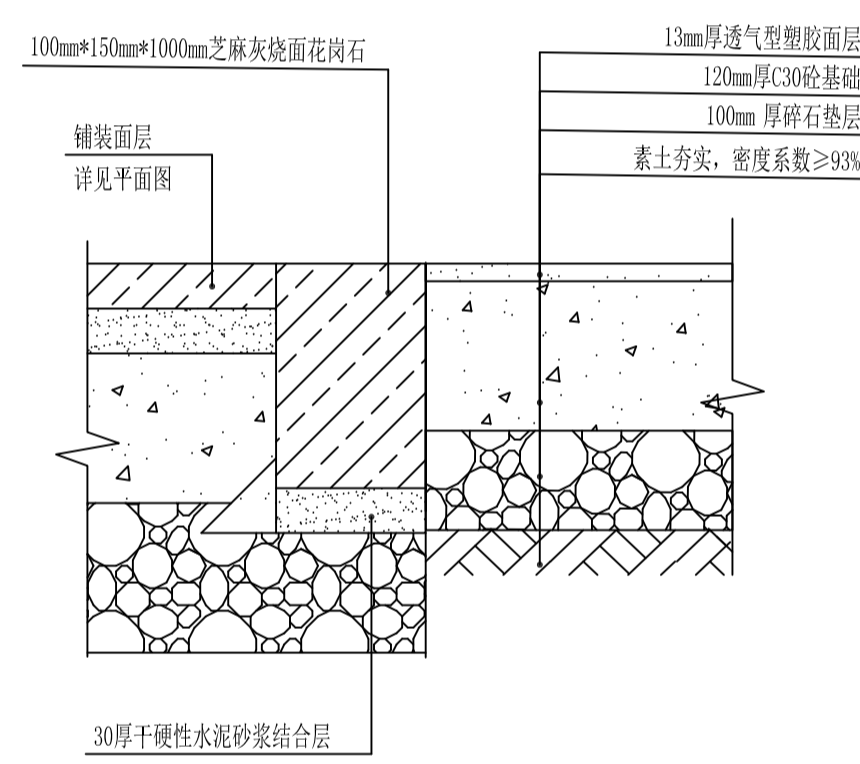 100mm*150mm*1000mm芝麻灰烧面花岗石
铺装面层
详见平面图
13mm厚透气型塑胶面层
120mm厚C30砼基础
100mm 厚碎石垫层
素土夯实，密度系数≥93%
30厚干硬性水泥砂浆结合层